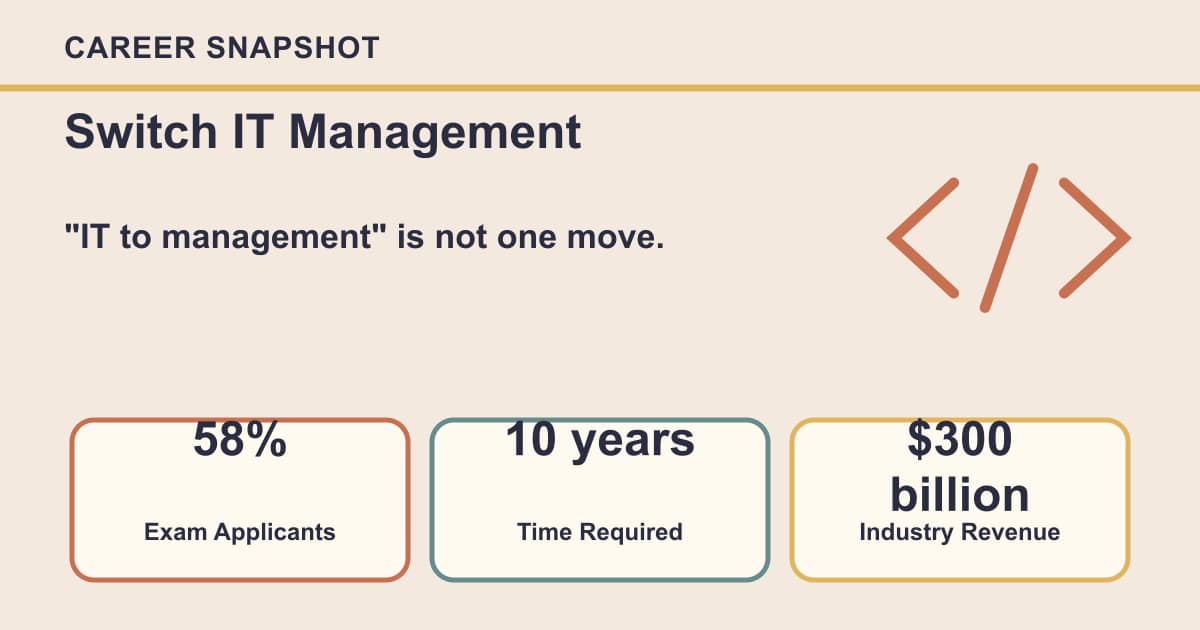 CAREER SNAPSHOT
Switch IT Management
"IT to management" is not one move.
58%
Exam Applicants
10 years
Time Required
$300
billion
Industry Revenue